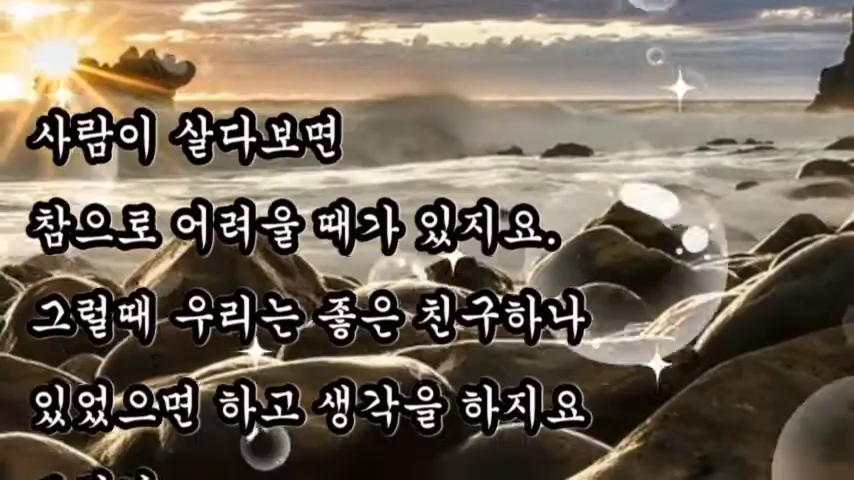 사람이 살다보면
참으로 어려울 때가 있지요.
그럴때 우리는 좋은 친구하나
있었으면 하고 생각을 하지요